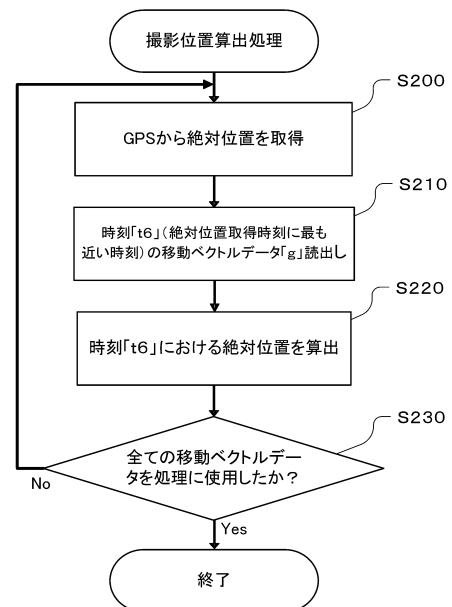 撮影位置算出処理
S200
GPSから絶対位置を取得
S210
時刻「t6」(絶対位置取得時刻に最も
近い時刻)の移動ベクトルデータ「g」読出し
S220
時刻「t6」における絶対位置を算出
S230
全ての移動ベクトルデー
タを処理に使用したか?
No
Yes
終了